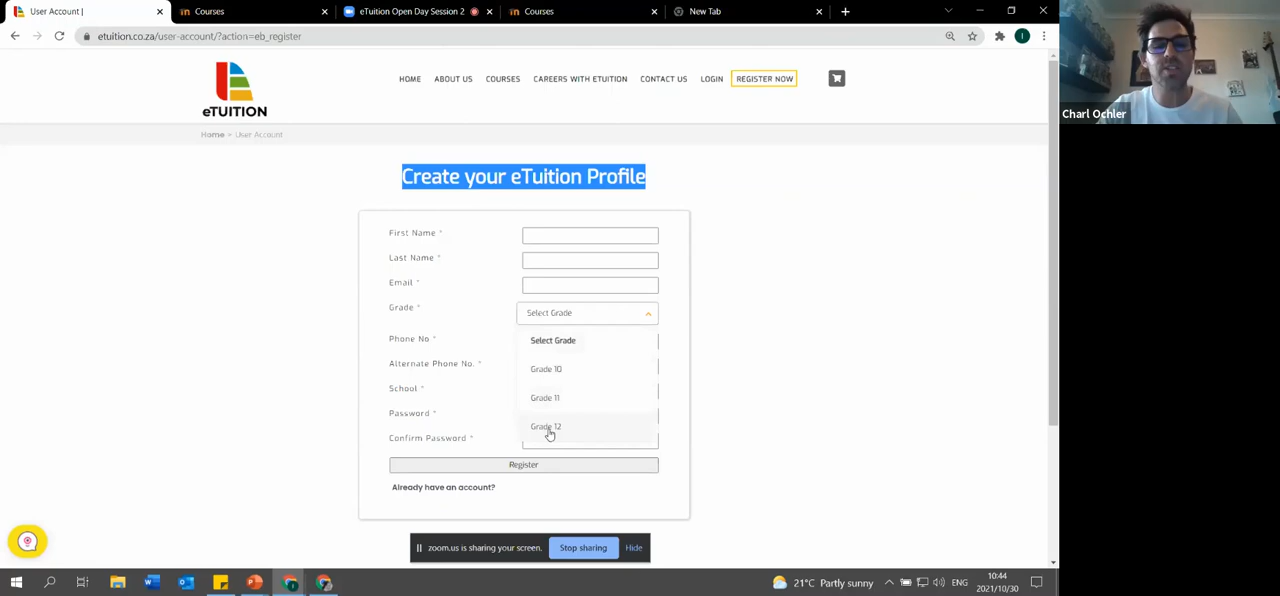 User Account |
Courses
eTuition Open Day Session 2
Courses
New Tab
etuition.co.za/user-account/?action=eb_register
eTUITION
HOME
ABOUT US
COURSES
CAREERS WITH ETUITION
CONTACT US
LOGIN
REGISTER NOW
Charl Ochler
Home » User Account
Create your eTuition Profile
First Name *
Last Name *
Email *
Grade *
Select Grade
Phone No *
Select Grade
Alternate Phone No. *
Grade 10
School *
Grade 11
Password *
Grade 12
Confirm Password *
Register
Already have an account?
zoom.us is sharing your screen.
Stop sharing
Hide
21°C Partly sunny
ENG
10:44
2021/10/30